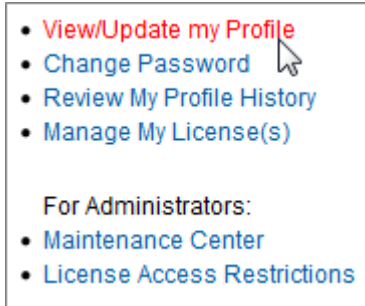 View/Update my Profile
Change Password
Review My Profile History
Manage My License(s)
For Administrators:
Maintenance Center
License Access Restrictions